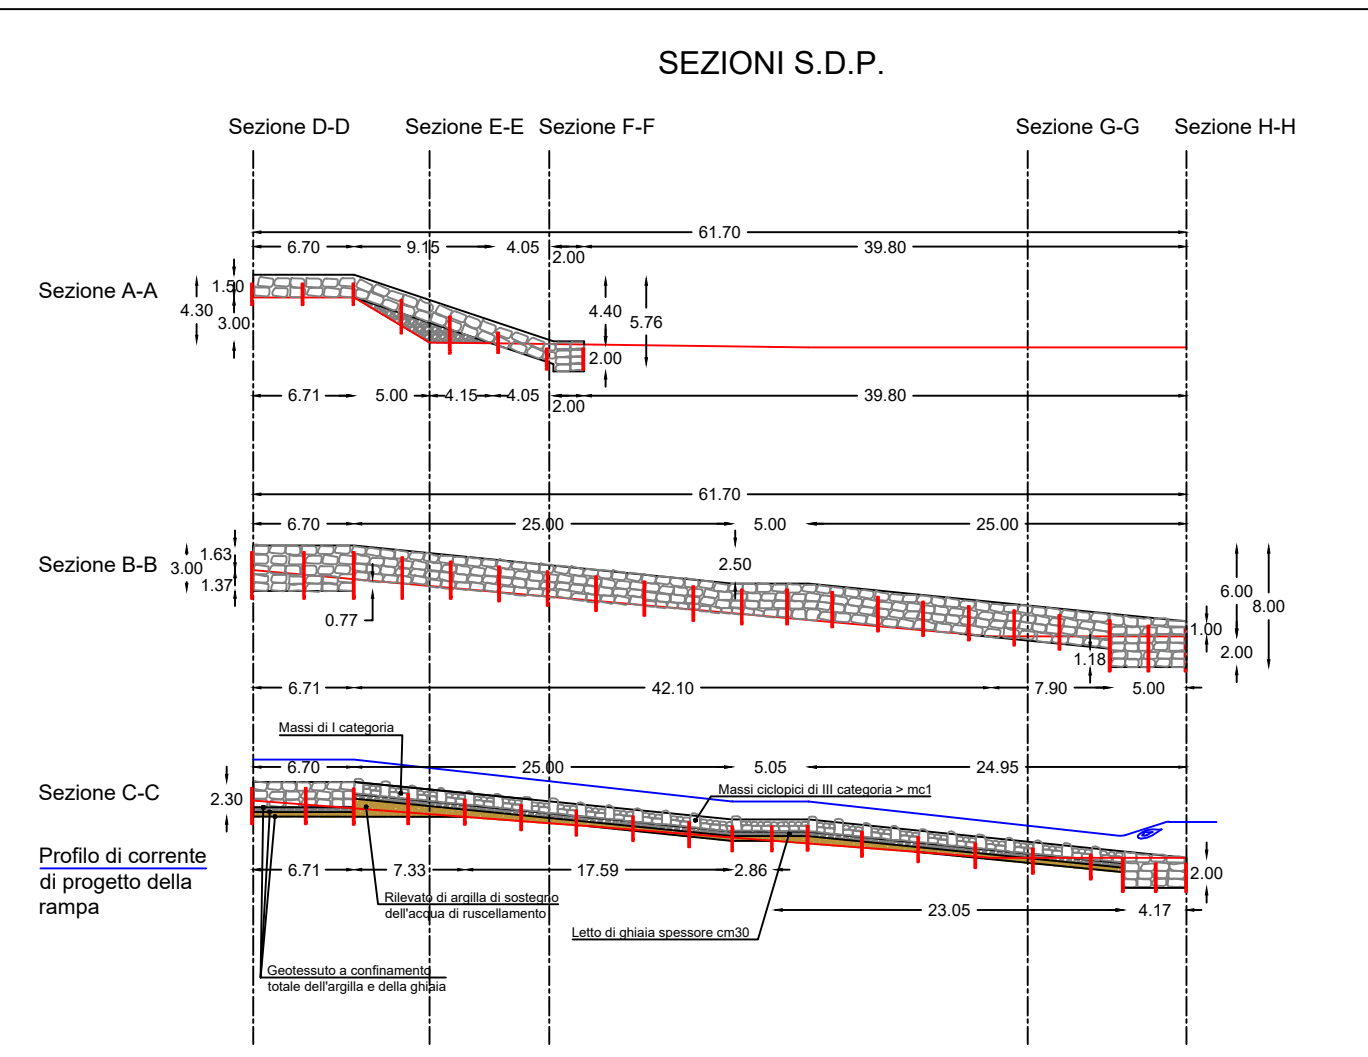 SEZIONI S.D.P.
Sezione D-D
Sezione E-E
Sezione F-F
Sezione G-G
Sezione H-H
61.70
6.70
9.15
4.05
2.00
39.80
Sezione A-A
1.50
4.30
3.00
4.40
5.76
2.00
6.71
5.00
4.15
4.05
2.00
39.80
61.70
6.70
25.00
5.00
25.00
Sezione B-B
1.63
3.00
1.37
2.50
0.77
6.00
8.00
1.00
2.00
1.18
6.71
42.10
7.90
5.00
Massi di I categoria
6.70
25.00
5.05
24.95
Sezione C-C
2.30
Massi ciclopici di III categoria > mc1
Profilo di corrente
di progetto della
rampa
6.71
7.33
17.59
2.86
2.00
Rilevato di argilla di sostegno
dell'acqua di ruscellamento
23.05
4.17
Letto di ghiaia spessore cm30
Geotessuto a confinamento
totale dell'argilla e della ghiaia